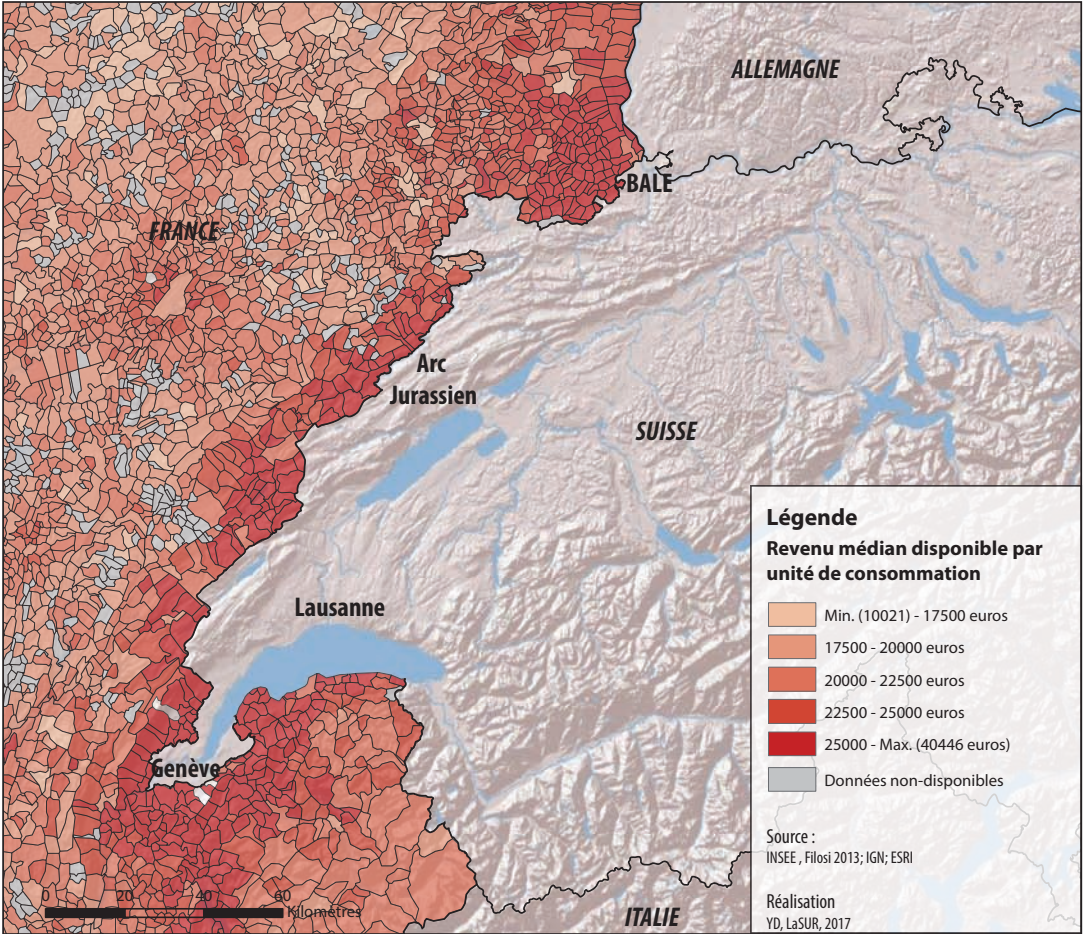 ALLEMAGNE
BALE
FRANCE
Arc
Jurassien
SUISSE
Lausanne
Genève
ITALIE
0 20 40 60
Kilomètres
Légende
Revenu médian disponible par
unité de consommation
Min. (10021) - 17500 euros
17500 - 20000 euros
20000 - 22500 euros
22500 - 25000 euros
25000 - Max. (40446 euros)
Données non-disponibles
Source :
INSEE , Filosi 2013; IGN; ESRI
Réalisation
YD, LaSUR, 2017